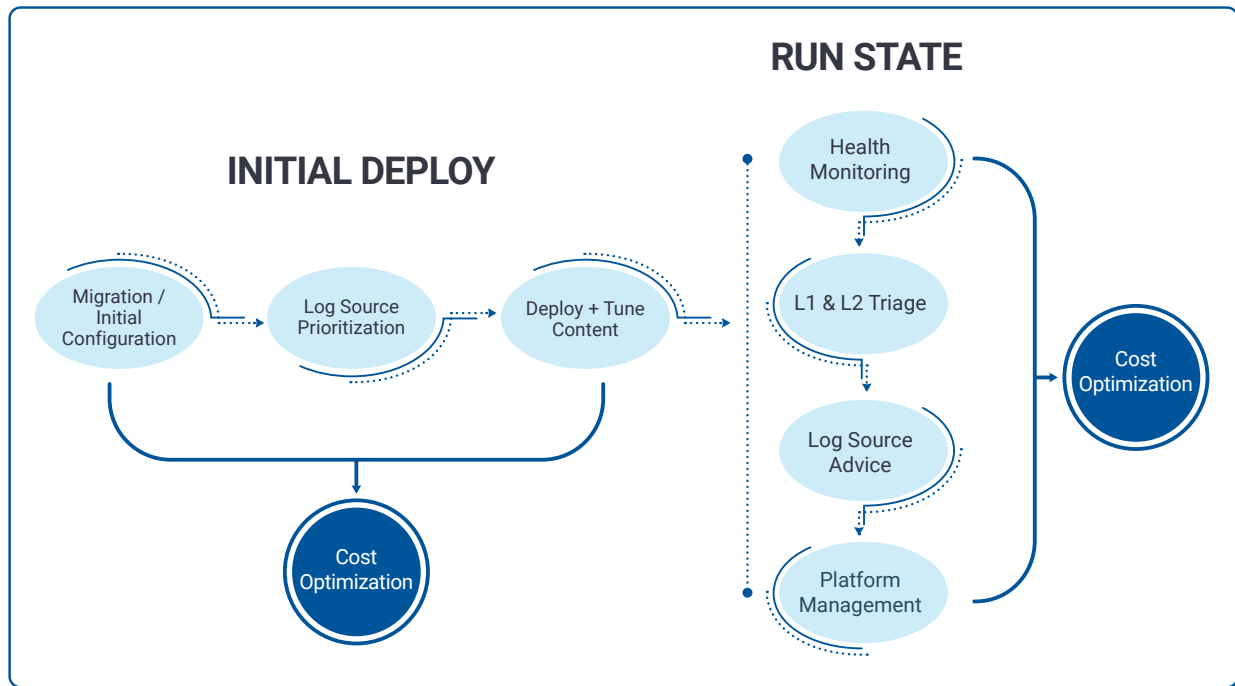 RUN STATE
INITIAL DEPLOY
Migration /
Initial
Configuration
Log Source
Prioritization
Deploy + Tune
Content
Cost
Optimization
Health
Monitoring
L1 & L2 Triage
Log Source
Advice
Platform
Management
Cost
Optimization